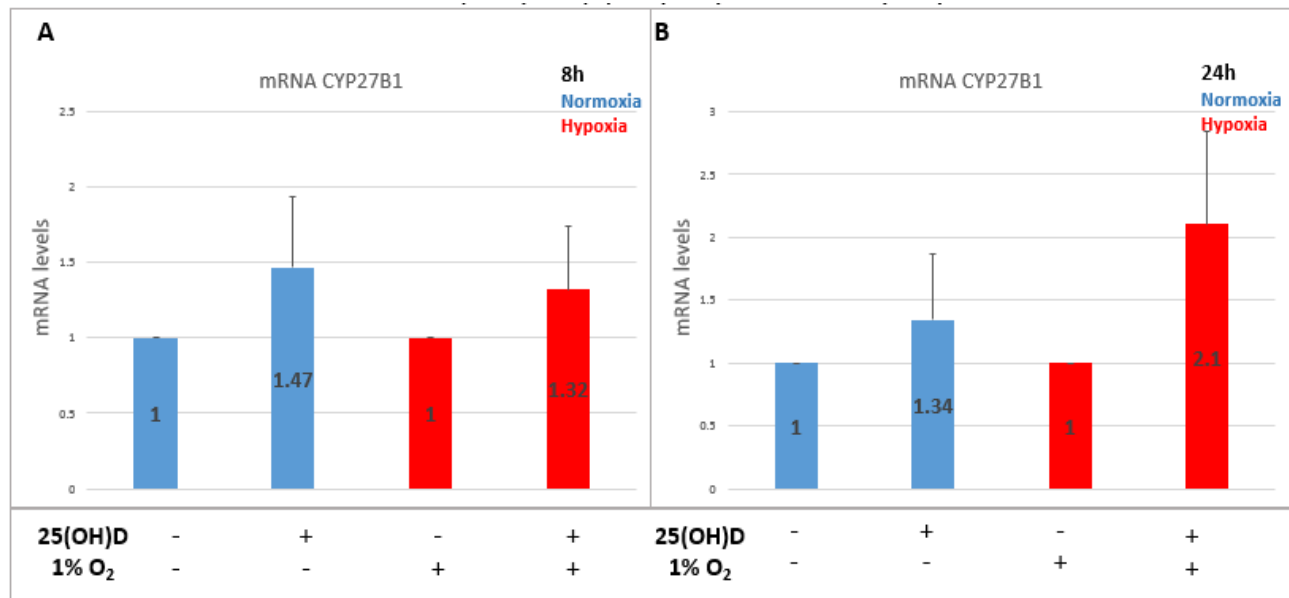 A
mRNA CYP27B1
8h
Normoxia
Hypoxia
mRNA levels
2.5
2
1.5
1
0.5
0
1
1.47
1
1.32
25(OH)D - + - +
1% O₂ - - + +
B
mRNA CYP27B1
24h
Normoxia
Hypoxia
mRNA levels
3
2.5
2
1.5
1
0.5
0
1
1.34
1
2.1
25(OH)D - + - +
1% O₂ - - + +